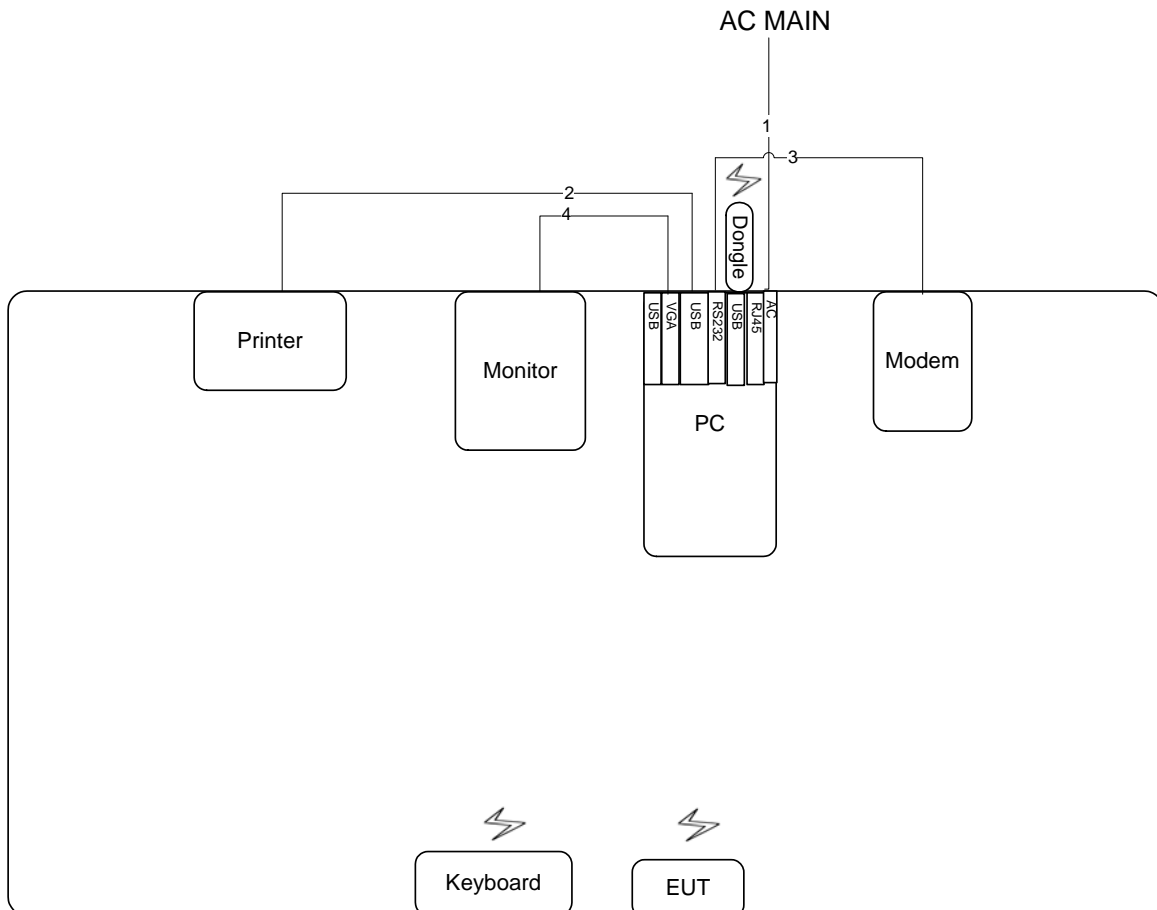 AC MAIN
1
3
2
4
Dongle
USB
VGA
USB
RS232
USB
RJ45
AC
Printer
Monitor
PC
Modem
Keyboard
EUT